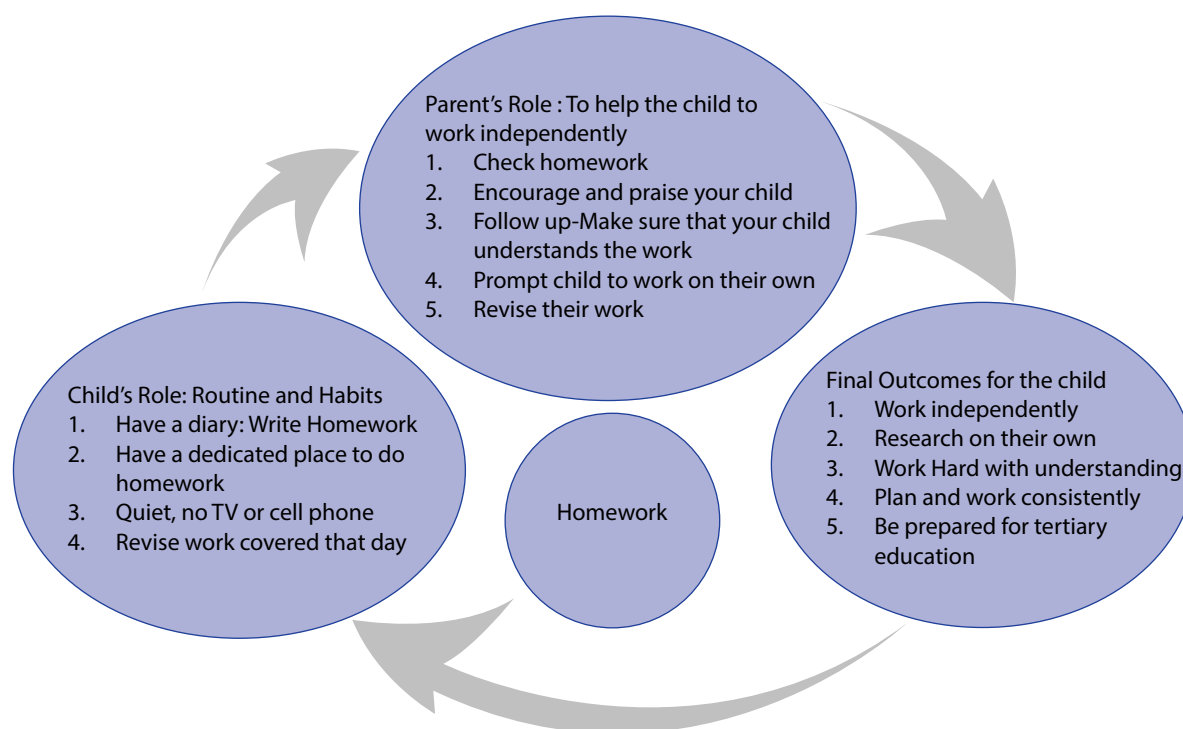 Parent's Role : To help the child to
work independently
1. Check homework
2. Encourage and praise your child
3. Follow up-Make sure that your child
understands the work
4. Prompt child to work on their own
5. Revise their work
Child's Role: Routine and Habits
1. Have a diary: Write Homework
2. Have a dedicated place to do
homework
3. Quiet, no TV or cell phone
4. Revise work covered that day
Homework
Final Outcomes for the child
1. Work independently
2. Research on their own
3. Work Hard with understanding
4. Plan and work consistently
5. Be prepared for tertiary
education